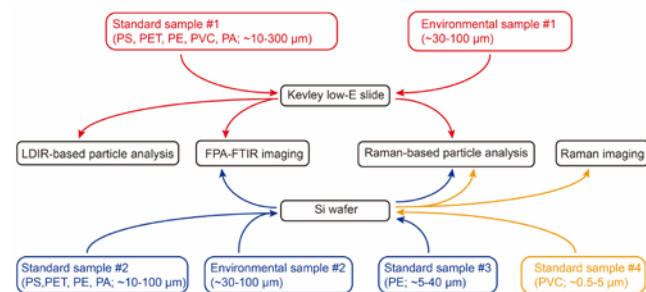 Standard sample #1
(PS, PET, PE, PVC, PA; ~10-300 µm)
Environmental sample #1
(~30-100 µm)
Kevley low-E slide
LDIR-based particle analysis
FPA-FTIR imaging
Raman-based particle analysis
Raman imaging
Si wafer
Standard sample #2
(PS,PET, PE, PA; ~10-100 µm)
Environmental sample #2
(~30-100 µm)
Standard sample #3
(PE; ~5-40 µm)
Standard sample #4
(PVC; ~0.5-5 µm)